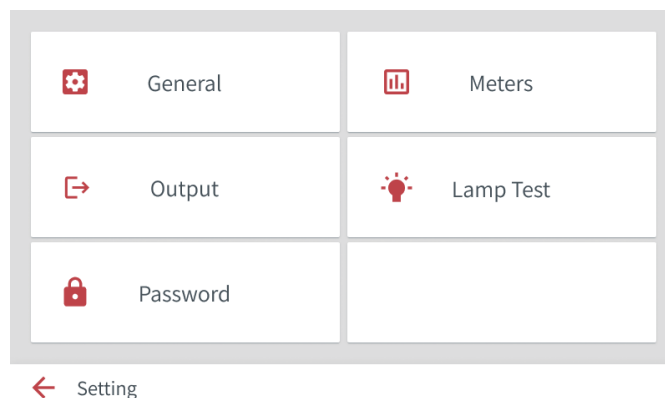 General
Meters
Output
Lamp Test
Password
Setting